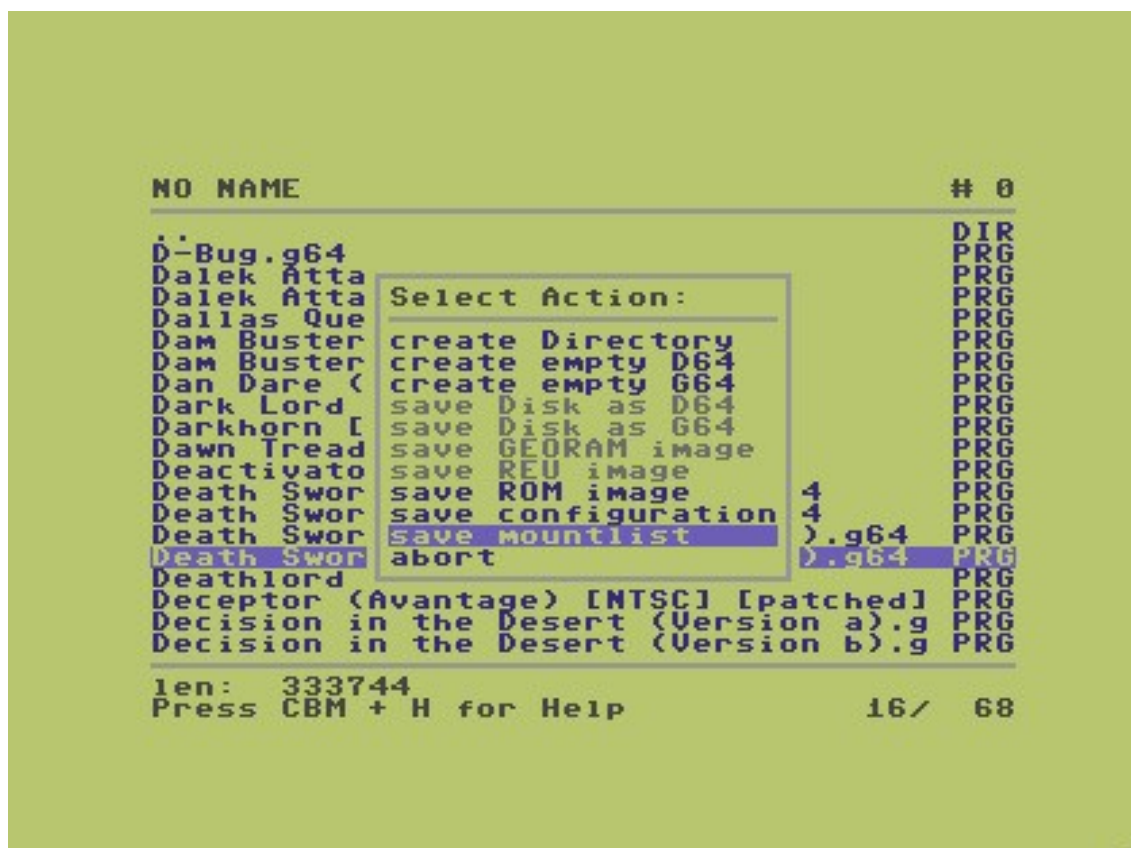 NO NAME # 0
.. DIR
D-Bug.g64 PRG
Dalek Atta PRG
Dalek Atta PRG
Dallas Que PRG
Dam Buster PRG
Dam Buster PRG
Dan Dare ( PRG
Dark Lord PRG
Darkhorn [ PRG
Dawn Tread PRG
Deactivato PRG
Death Swor 4 PRG
Death Swor 4 PRG
Death Swor ).g64 PRG
Death Swor ).g64 PRG
Deathlord PRG
Deceptor (Avantage) [NTSC] [patched] PRG
Decision in the Desert (Version a).g PRG
Decision in the Desert (Version b).g PRG
Select Action:
create Directory
create empty D64
create empty G64
save Disk as D64
save Disk as G64
save GEORAM image
save REU image
save ROM image
save configuration
save mountlist
abort
len: 333744
Press CBM + H for Help 16/ 68